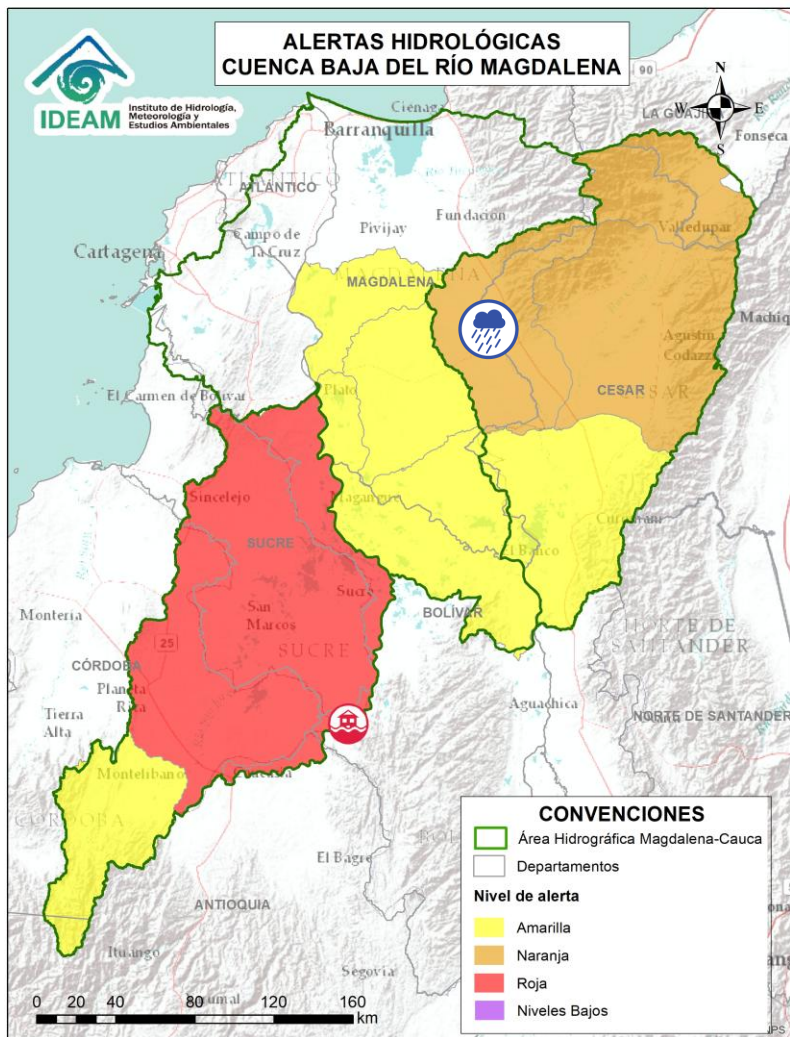 ALERTAS HIDROLÓGICAS
CUENCA BAJA DEL RÍO MAGDALENA
IDEAM
Instituto de Hidrología,
Meteorología y
Estudios Ambientales
N
W
E
S
90
Ciénaga
LA GUAJIRA
Barranquilla
Fonseca
ATLÁNTICO
Fundación
Pivijay
Valledupar
Campo de
La Cruz
Cartagena
MAGDALENA
Machiq
Agustín
Codazzi
CESAR
Plato
El Carmen de Bolívar
Sincelejo
Magangué
Curumaní
SUCRE
El Banco
Sucre
BOLÍVAR
San
Marcos
Montería
SUCRE
NORTE DE
SANTANDER
25
CÓRDOBA
Planeta
Rica
Aguachica
Tierra
Alta
NORTE DE SANTANDER
Montelíbano
CÓRDOBA
El Bagre
ANTIOQUIA
Ituango
Segovia
0 20 40 80 120 160
km
CONVENCIONES
Área Hidrográfica Magdalena-Cauca
Departamentos
Nivel de alerta
Amarilla
Naranja
Roja
Niveles Bajos